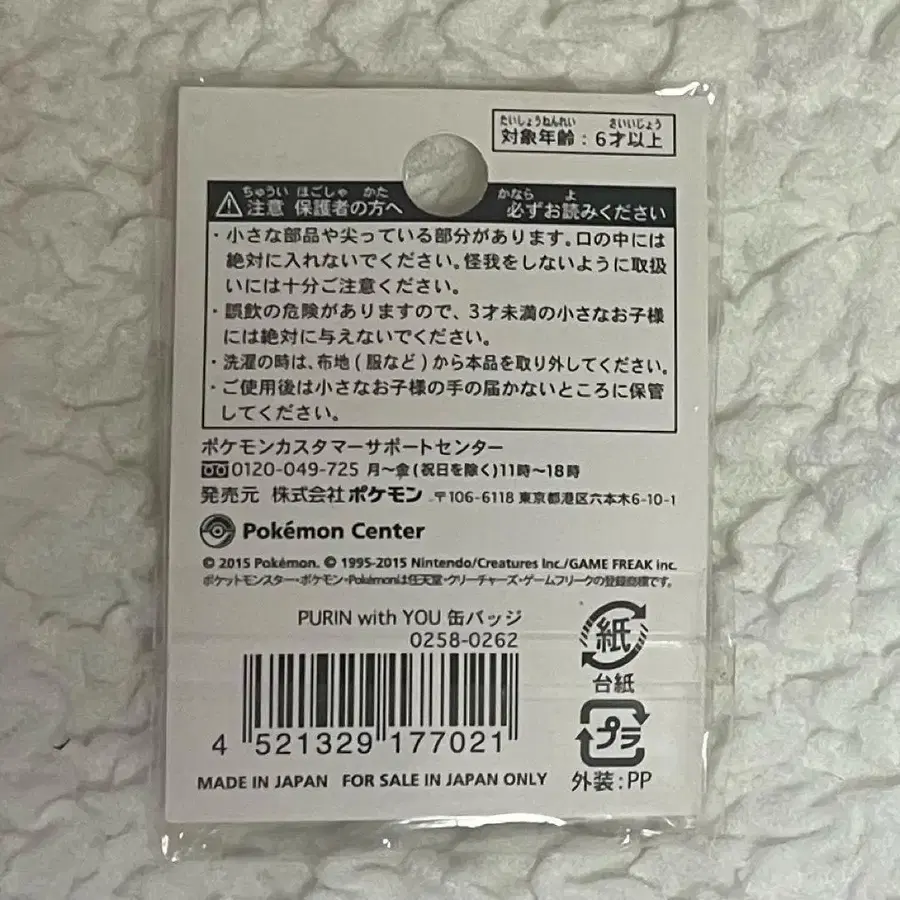 たいしょうねんれい さいいじょう
対象年齢：6才以上
ちゅうい ほごしゃ かた かなら よ
注意 保護者の方へ 必ずお読みください
・小さな部品や尖っている部分があります。口の中には
絶対に入れないでください。怪我をしないように取扱
いには十分ご注意ください。
・誤飲の危険がありますので、3才未満の小さなお子様
には絶対に与えないでください。
・洗濯の時は、布地(服など)から本品を取り外してください。
・ご使用後は小さなお子様の手の届かないところに保管
してください。
ポケモンカスタマーサポートセンター
0120-049-725 月〜金(祝日を除く)11時〜18時
発売元 株式会社ポケモン 〒106-6118 東京都港区六本木6-10-1
Pokémon Center
© 2015 Pokémon. © 1995-2015 Nintendo/Creatures Inc./GAME FREAK inc.
ポケットモンスター・ポケモン・Pokémonは任天堂・クリーチャーズ・ゲームフリークの登録商標です。
PURIN with YOU 缶バッジ
0258-0262
4 521329 177021
MADE IN JAPAN FOR SALE IN JAPAN ONLY
紙
台紙
プラ
外装：PP